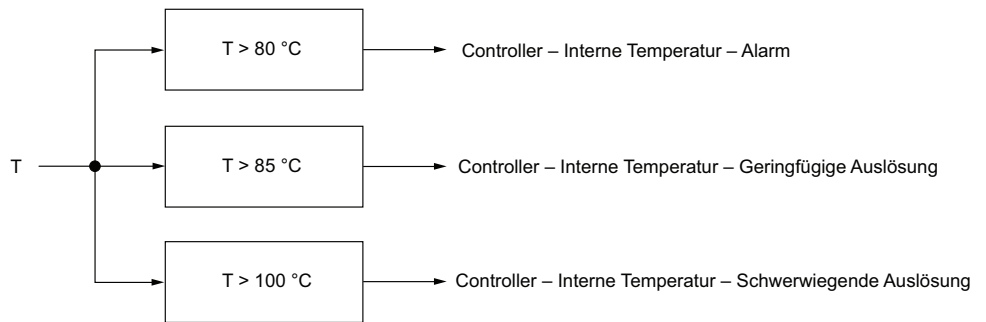 T > 80 °C
Controller – Interne Temperatur – Alarm
T
T > 85 °C
Controller – Interne Temperatur – Geringfügige Auslösung
T > 100 °C
Controller – Interne Temperatur – Schwerwiegende Auslösung